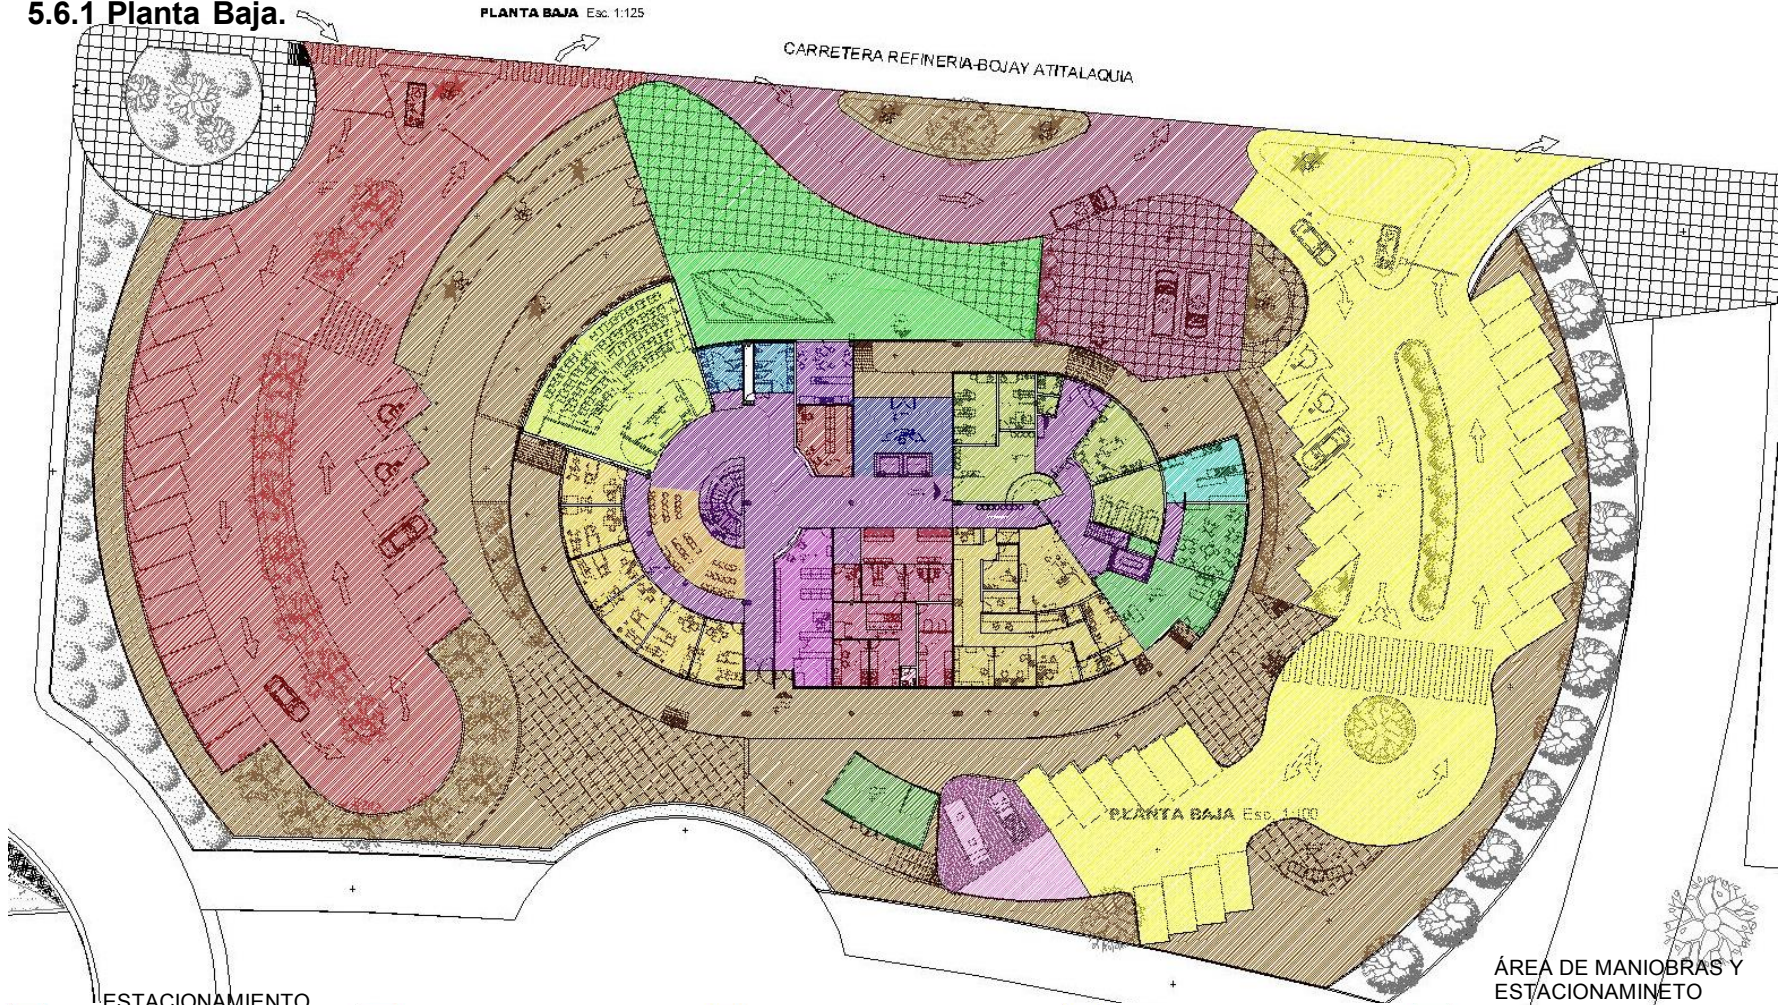 5.6.1 Planta Baja.
PLANTA BAJA Esc. 1:125
CARRETERA REFINERIA-BOJAY ATITALAQUIA
PLANTA BAJA Esc. 1:100
ÁREA DE MANIOBRAS Y
ESTACIONAMINETO
ESTACIONAMIENTO